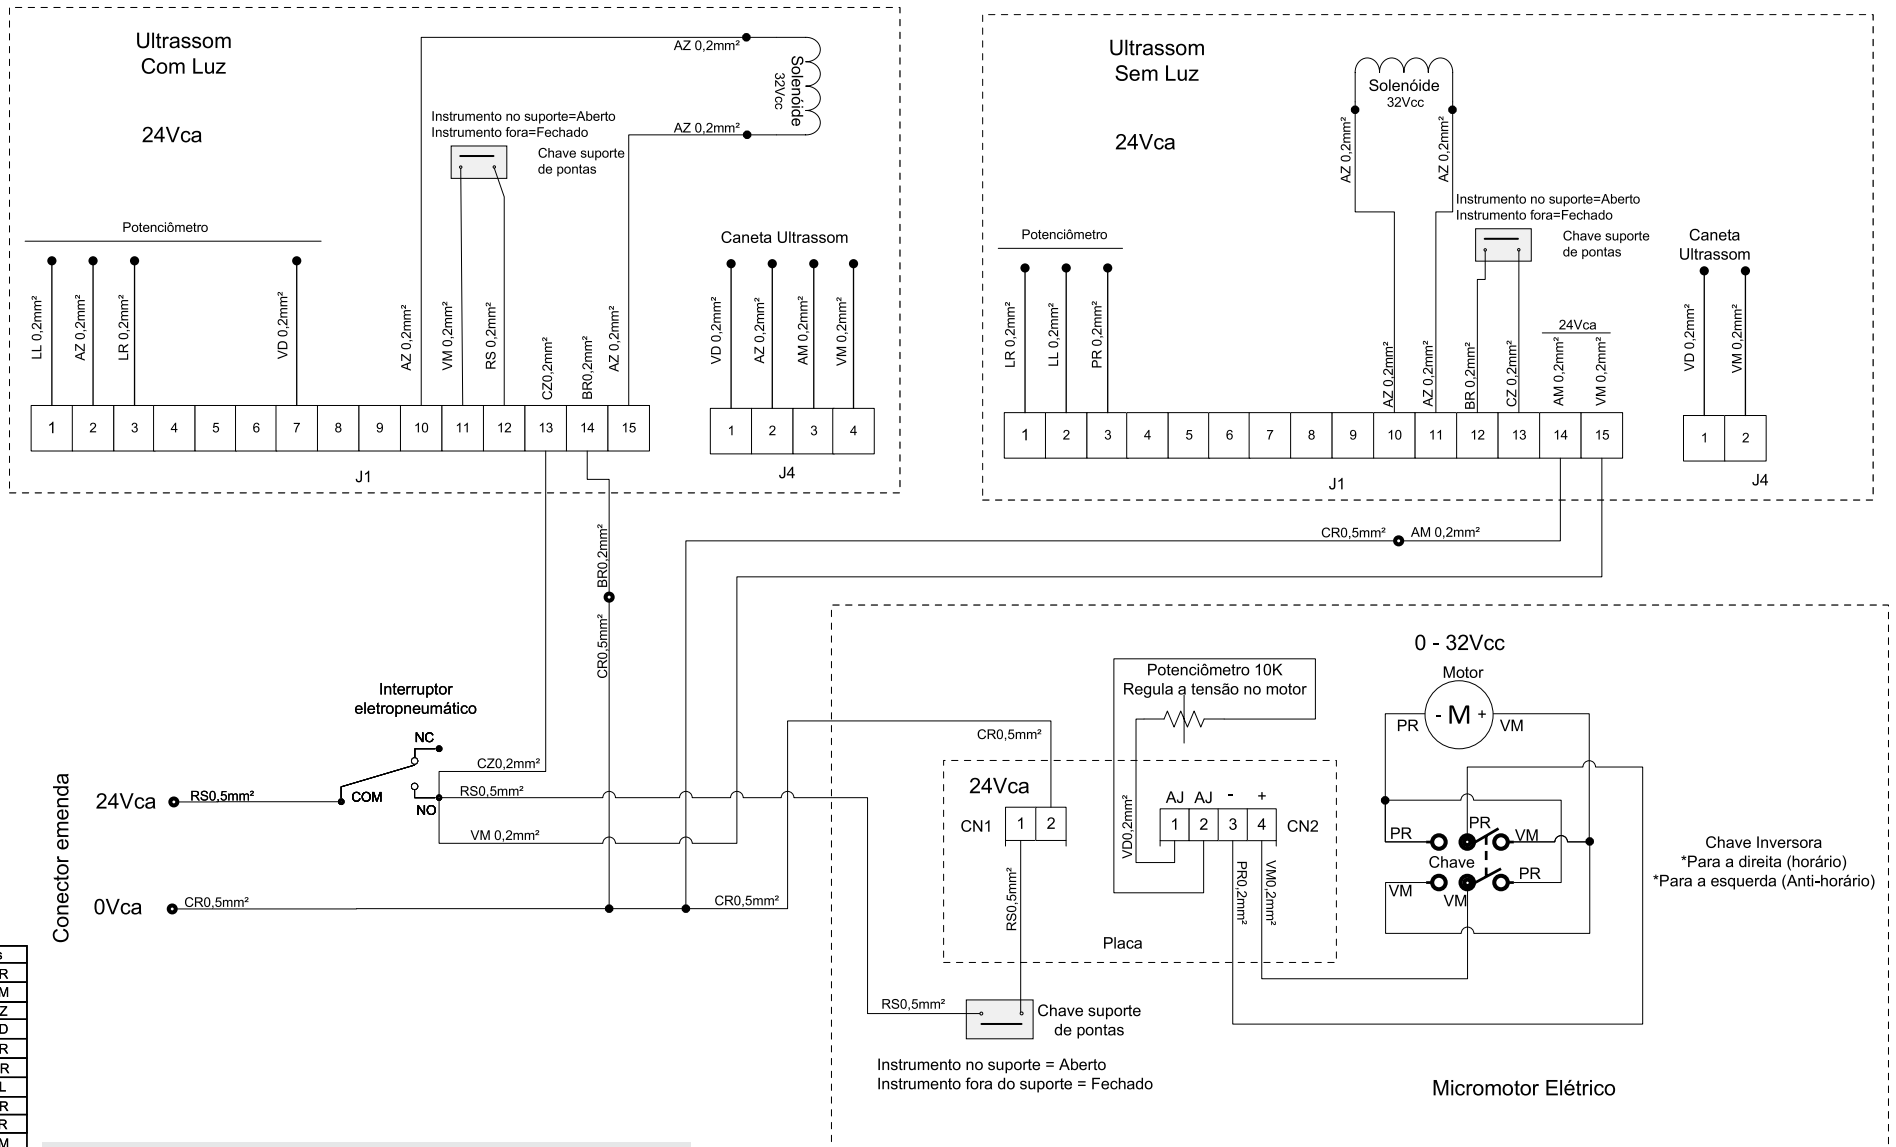 Ultrassom
Com Luz
24Vca
AZ 0,2mm²
Solenóide
32Vcc
AZ 0,2mm²
Instrumento no suporte=Aberto
Instrumento fora=Fechado
Chave suporte
de pontas
Potenciômetro
LL 0,2mm²
AZ 0,2mm²
LR 0,2mm²
VD 0,2mm²
AZ 0,2mm²
VM 0,2mm²
RS 0,2mm²
CZ0,2mm²
BR0,2mm²
AZ 0,2mm²
1 2 3 4 5 6 7 8 9 10 11 12 13 14 15
J1
Caneta Ultrassom
VD 0,2mm²
AZ 0,2mm²
AM 0,2mm²
VM 0,2mm²
1 2 3 4
J4
Ultrassom
Sem Luz
24Vca
Solenóide
32Vcc
AZ 0,2mm²
AZ 0,2mm²
Instrumento no suporte=Aberto
Instrumento fora=Fechado
Chave suporte
de pontas
Potenciômetro
LR 0,2mm²
LL 0,2mm²
PR 0,2mm²
AZ 0,2mm²
AZ 0,2mm²
BR 0,2mm²
CZ 0,2mm²
24Vca
AM 0,2mm²
VM 0,2mm²
1 2 3 4 5 6 7 8 9 10 11 12 13 14 15
J1
Caneta
Ultrassom
VD 0,2mm²
VM 0,2mm²
1 2
J4
CR0,5mm²
AM 0,2mm²
BR0,2mm²
CR0,5mm²
Interruptor
eletropneumático
NC
COM
NO
CZ0,2mm²
RS0,5mm²
VM 0,2mm²
Conector emenda
24Vca
RS0,5mm²
0Vca
CR0,5mm²
CR0,5mm²
CR0,5mm²
Potenciômetro 10K
Regula a tensão no motor
24Vca
CN1
1 2
VD0,2mm²
AJ AJ - +
1 2 3 4
CN2
RS0,5mm²
PR0,2mm²
VM0,2mm²
Placa
RS0,5mm²
Chave suporte
de pontas
Instrumento no suporte = Aberto
Instrumento fora do suporte = Fechado
0 - 32Vcc
Motor
- M +
PR
VM
PR
PR
VM
Chave
VM
VM
PR
Chave Inversora
*Para a direita (horário)
*Para a esquerda (Anti-horário)
Micromotor Elétrico
s
R
M
Z
D
R
R
L
R
R
M